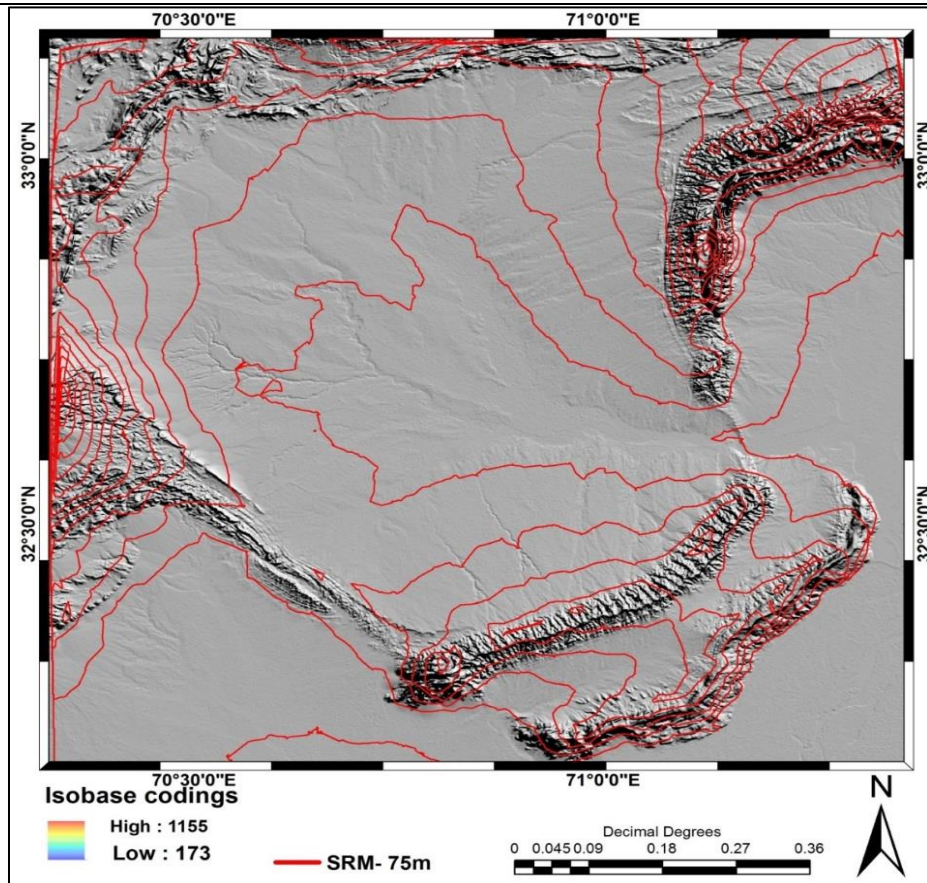 70°30'0"E 71°0'0"E
33°0'0"N 33°0'0"N
32°30'0"N 32°30'0"N
70°30'0"E 71°0'0"E
Isobase codings
High : 1155
Low : 173
SRM- 75m
Decimal Degrees
0 0.045 0.09 0.18 0.27 0.36
N